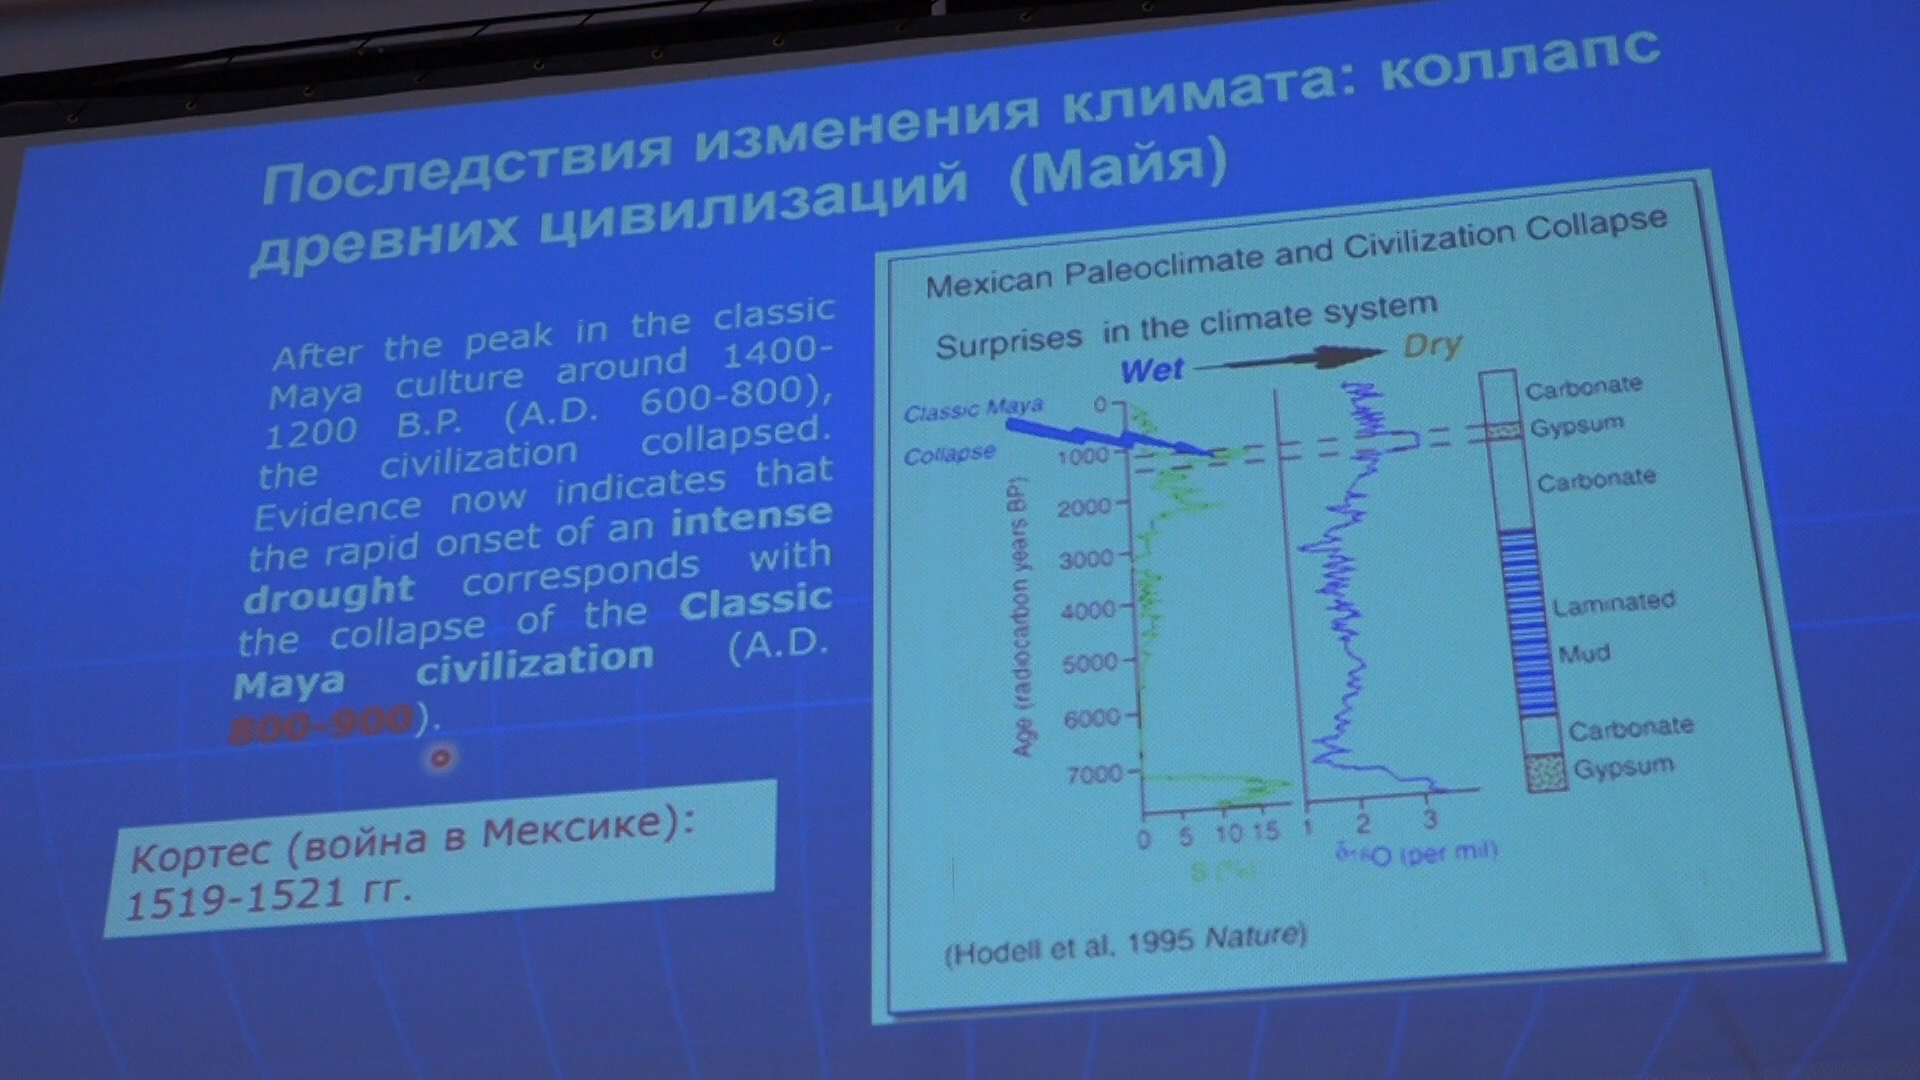 Последствия изменения климата: коллапс
древних цивилизаций (Майя)
After the peak in the classic
Maya culture around 1400-
1200 B.P. (A.D. 600-800),
the civilization collapsed.
Evidence now indicates that
the rapid onset of an intense
drought corresponds with
the collapse of the Classic
Maya civilization (A.D.
800-900).
Кортес (война в Мексике):
1519-1521 гг.
Mexican Paleoclimate and Civilization Collapse
Surprises in the climate system
Wet Dry
Classic Maya
Collapse
Age (radiocarbon years BP)
0
1000
2000
3000
4000
5000
6000
7000
0 5 10 15
S (%)
1 2 3
δ¹⁸O (per mil)
Carbonate
Gypsum
Carbonate
Laminated
Mud
Carbonate
Gypsum
(Hodell et al, 1995 Nature)